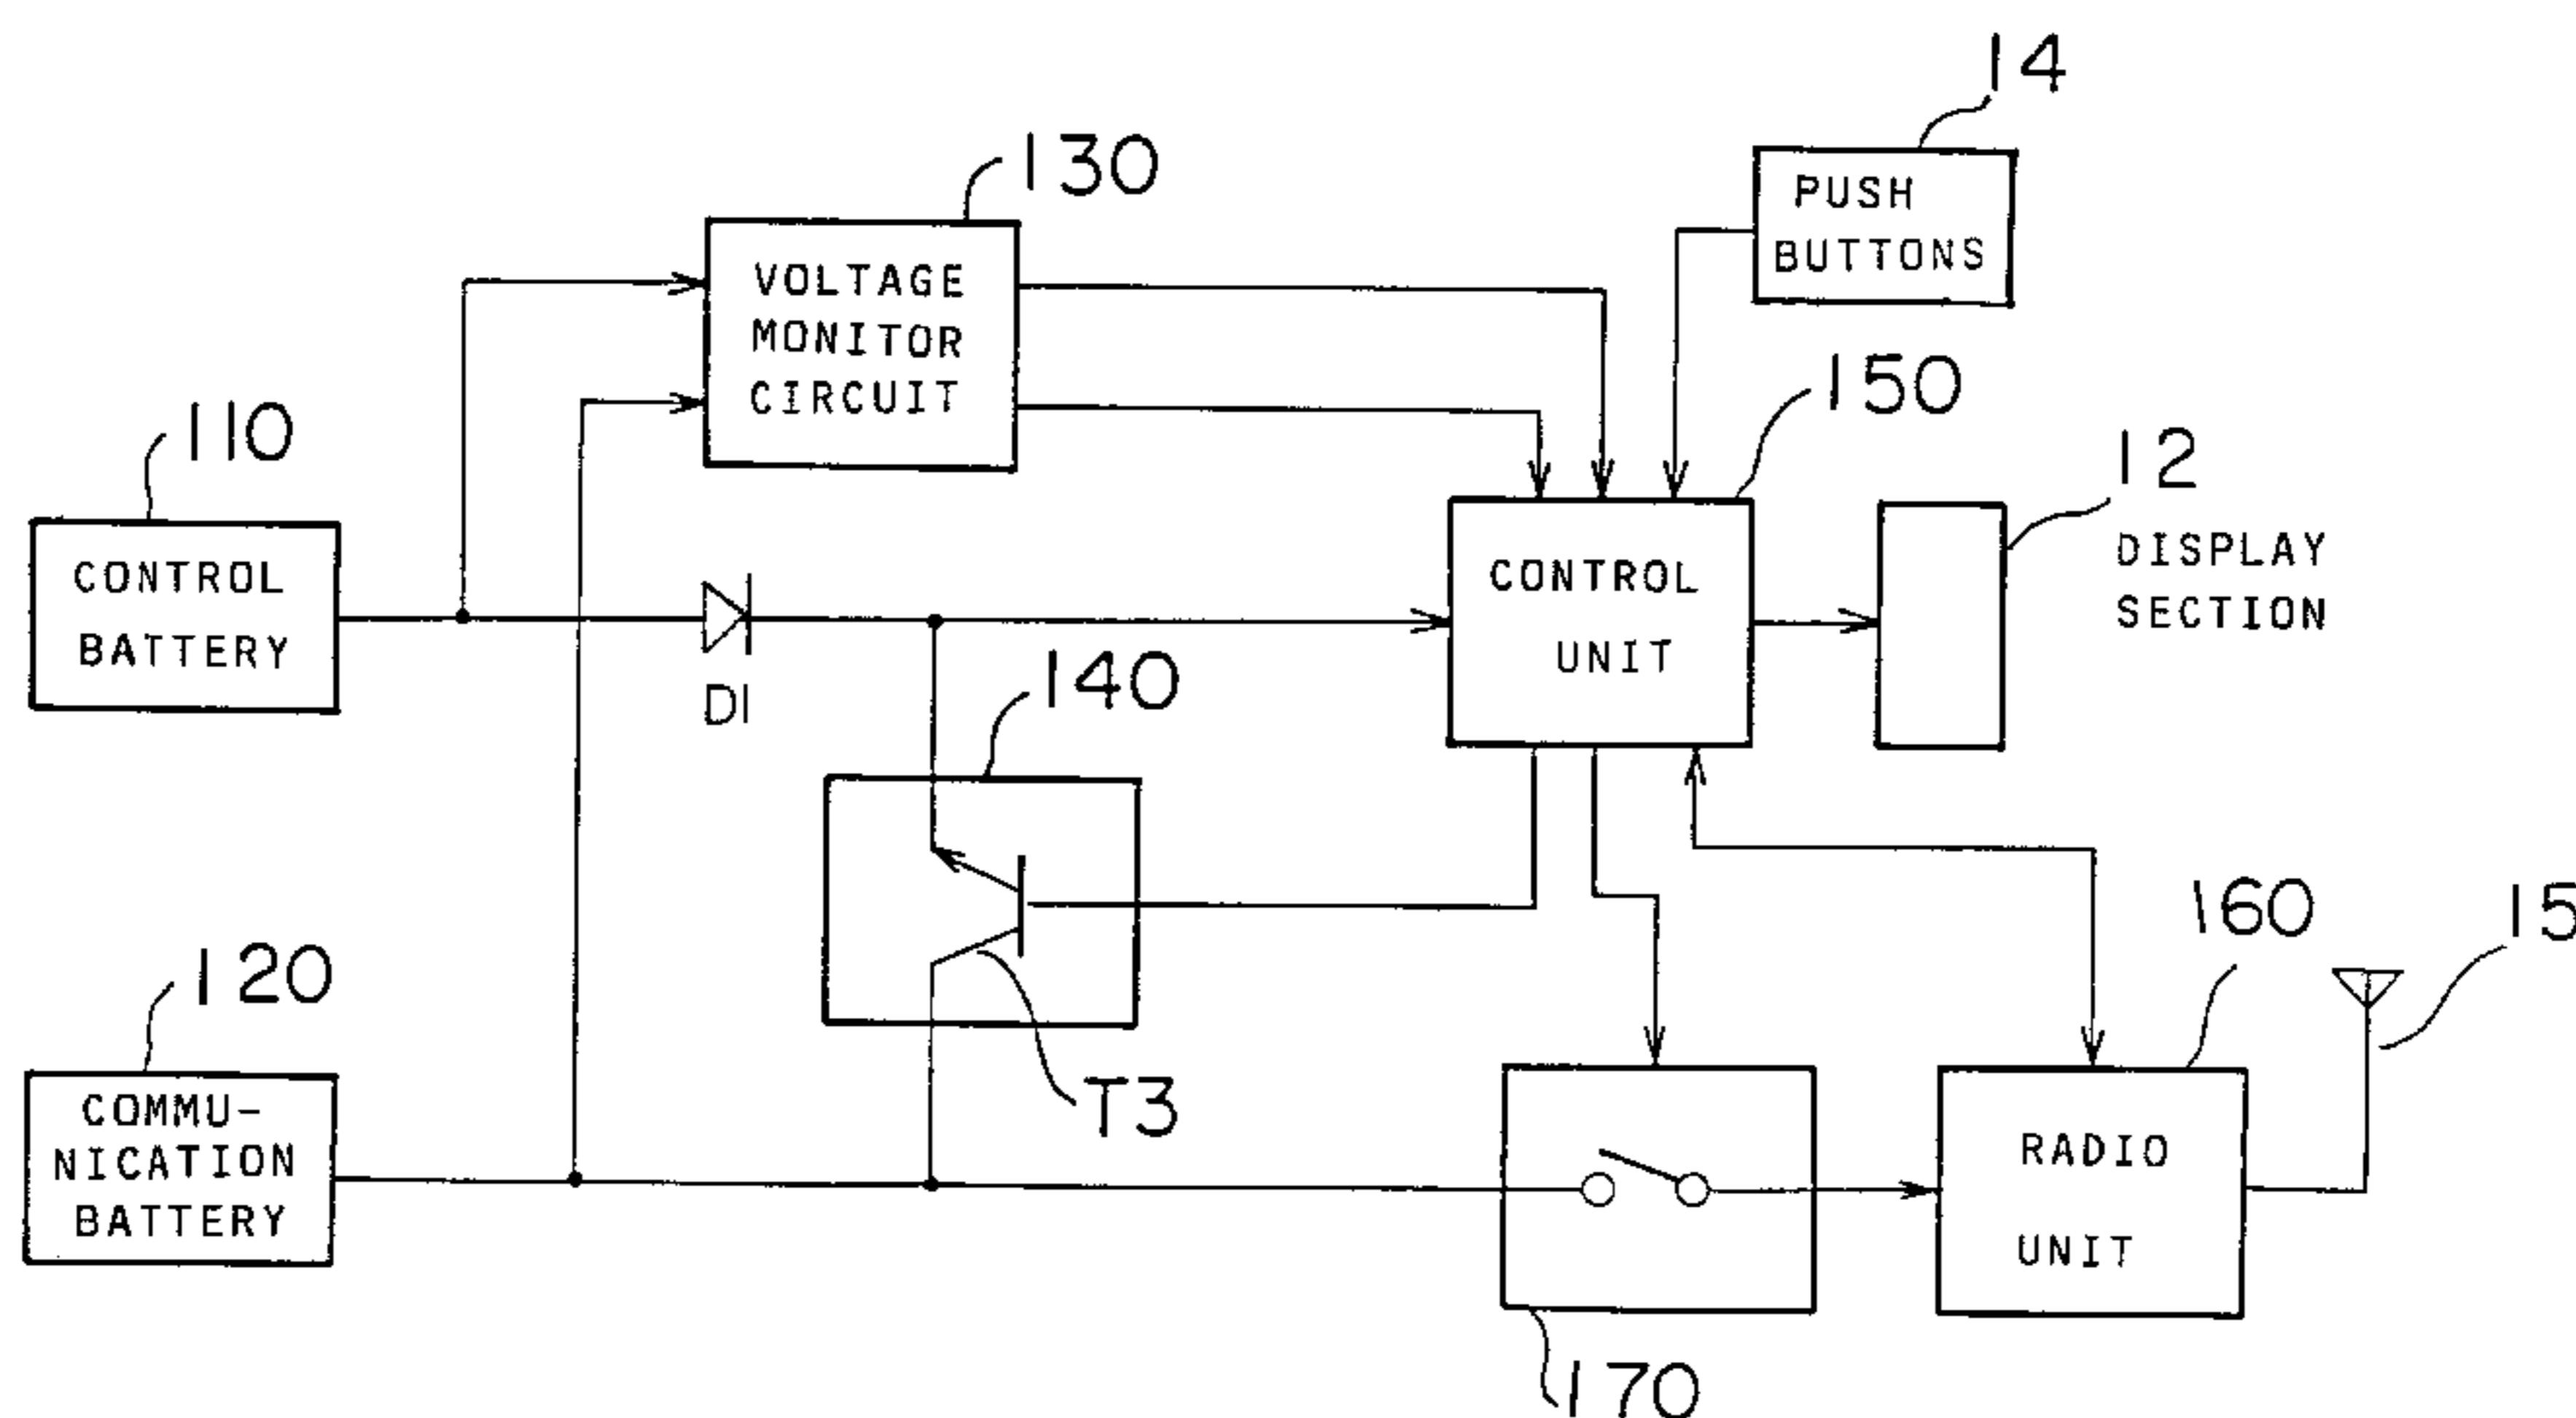 14
130
PUSH
BUTTONS
VOLTAGE
MONITOR
CIRCUIT
150
110
12
CONTROL
BATTERY
D1
CONTROL
UNIT
DISPLAY
SECTION
140
160
15
120
T3
COMMU-
NICATION
BATTERY
RADIO
UNIT
170